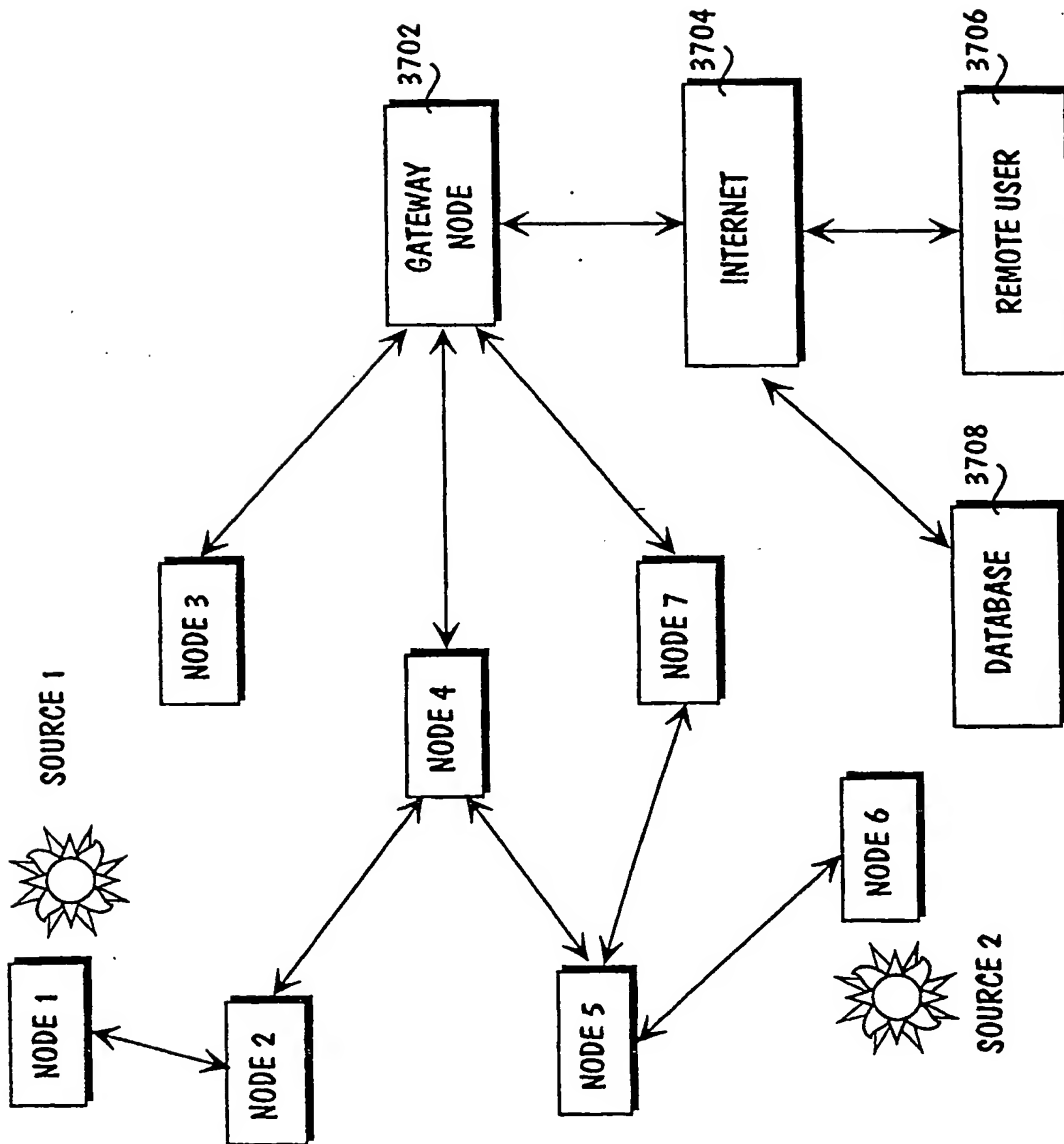 SOURCE 1
NODE 1
NODE 2
NODE 3
NODE 4
NODE 5
NODE 6
NODE 7
SOURCE 2
GATEWAY
NODE
3702
INTERNET
3704
REMOTE USER
3706
DATABASE
3708